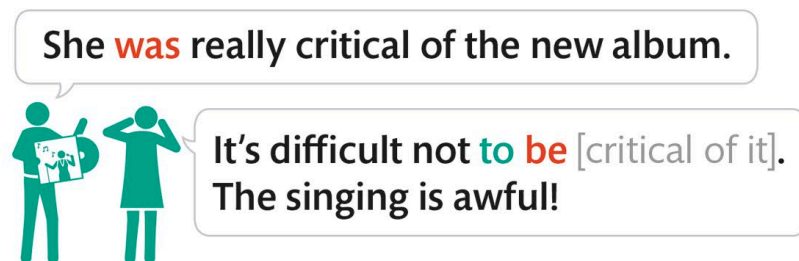 She was really critical of the new album.
It’s difficult not to be [critical of it].
The singing is awful!